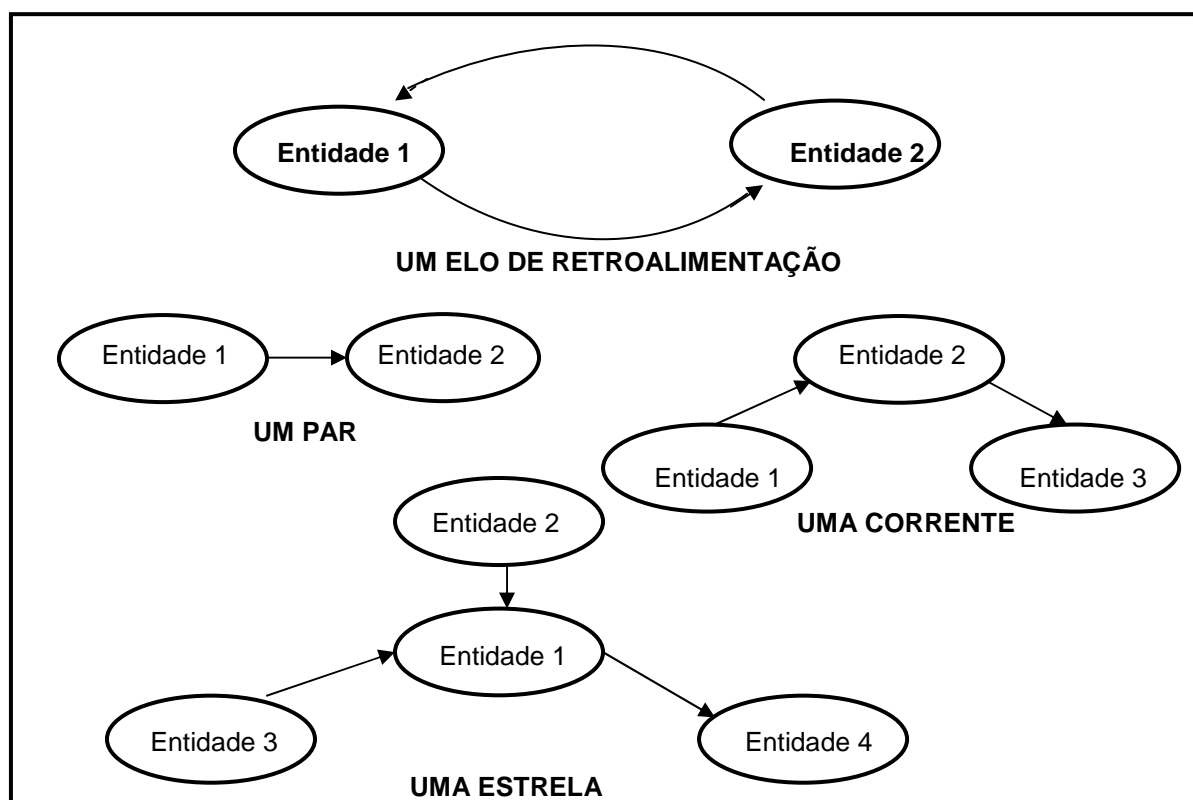 Entidade 1
Entidade 2
UM ELO DE RETROALIMENTAÇÃO
Entidade 1
Entidade 2
UM PAR
Entidade 2
Entidade 1
Entidade 3
UMA CORRENTE
Entidade 2
Entidade 1
Entidade 3
Entidade 4
UMA ESTRELA